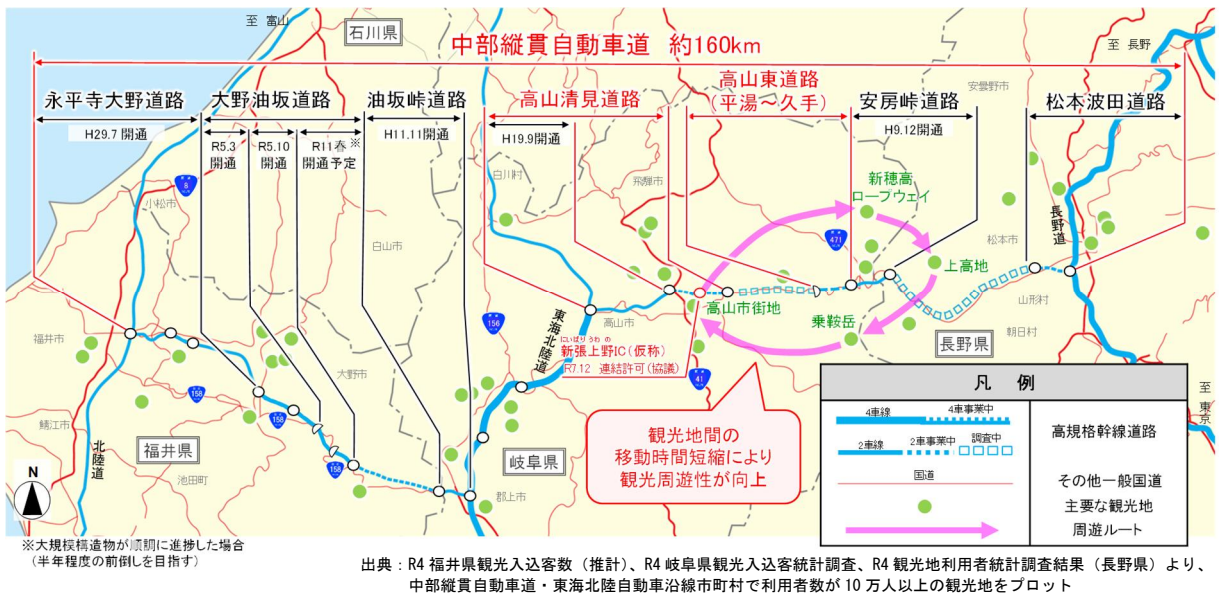 至 富山
石川県
中部縦貫自動車道 約160km
至 長野
永平寺大野道路
大野油坂道路
油坂峠道路
高山清見道路
高山東道路
(平湯~久手)
安房峠道路
松本波田道路
安曇野市
H29.7 開通
R5.3
開通
R5.10
開通
R11春※
開通予定
H11.11開通
H19.9開通
H9.12開通
8
小松市
白山市
白川村
飛騨市
新穂高
ロープウェイ
471
上高地
松本市
長野道
山形村
朝日村
長野県
福井市
鯖江市
北陸道
福井県
池田町
158
158
158
大野市
156
東海北陸道
高山市
高山市街地
乗鞍岳
にいばりうわの
新張上野IC(仮称)
R7.12 連結許可(協議)
41
岐阜県
郡上市
観光地間の
移動時間短縮により
観光周遊性が向上
至 東京
凡 例
4車線
4車事業中
高規格幹線道路
2車線
2車事業中
調査中
国道
その他一般国道
主要な観光地
周遊ルート
N
※大規模構造物が順調に進捗した場合
(半年程度の前倒しを目指す)
出典:R4 福井県観光入込客数(推計)、R4 岐阜県観光入込客統計調査、R4 観光地利用者統計調査結果(長野県)より、
中部縦貫自動車道・東海北陸自動車沿線市町村で利用者数が 10 万人以上の観光地をプロット